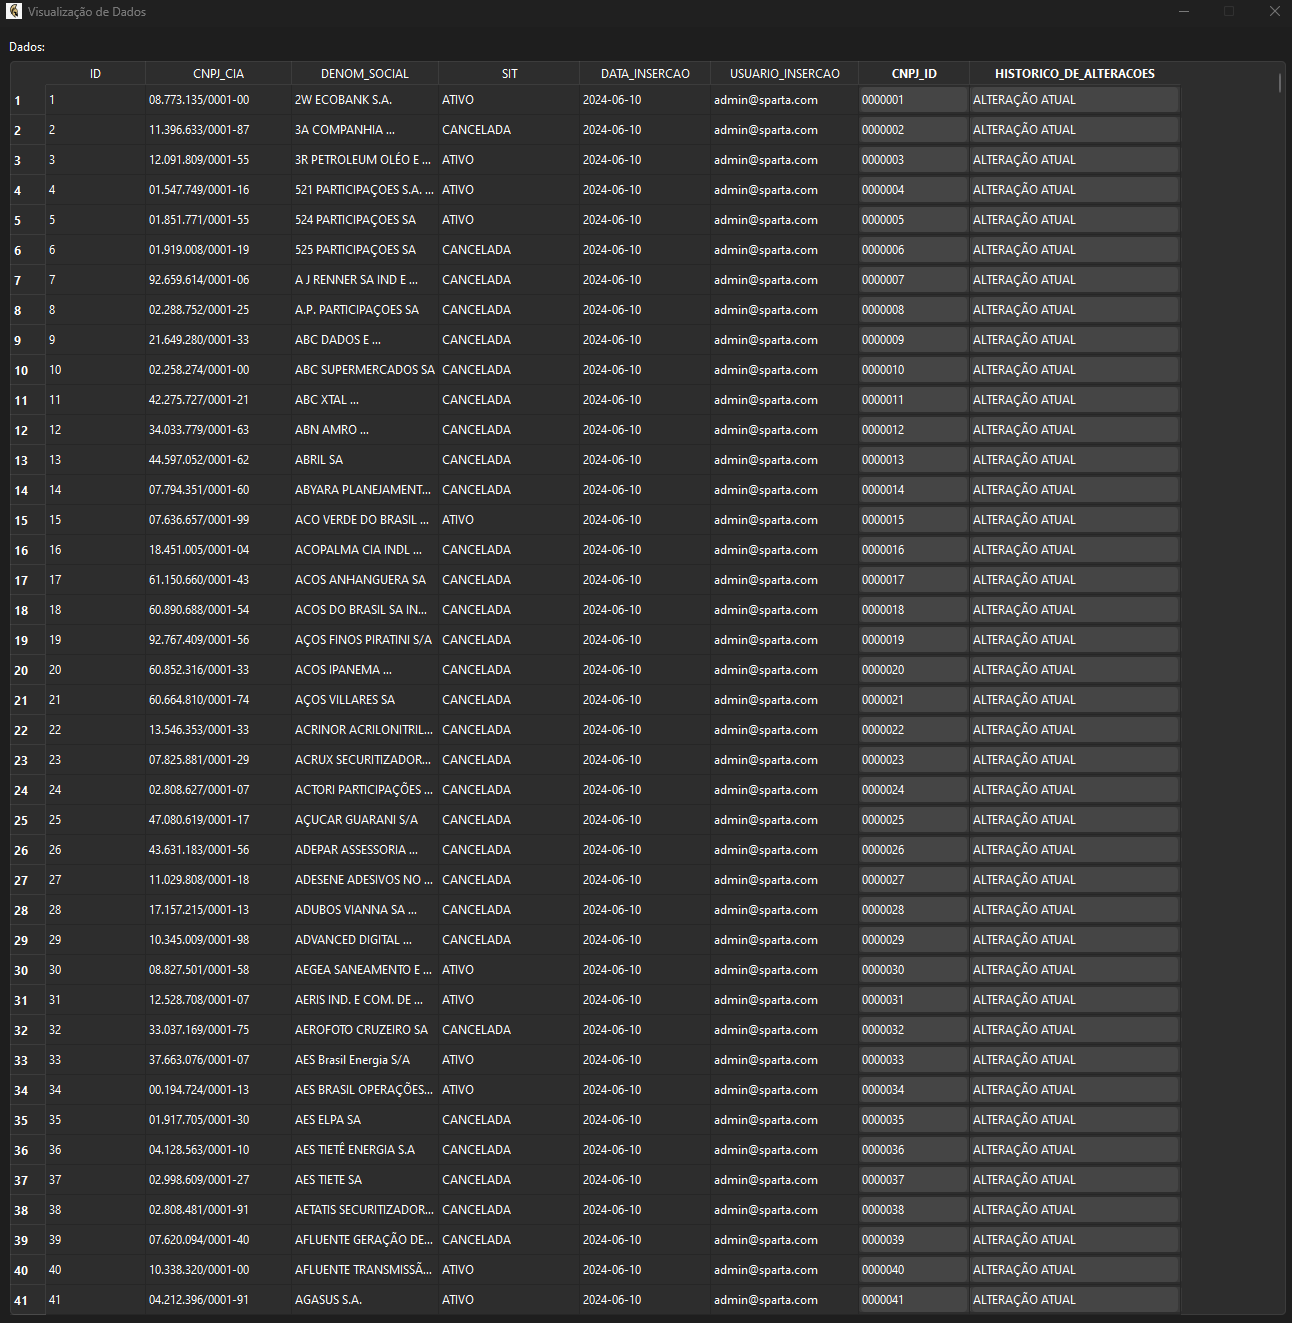 Visualização de Dados
Dados:
ID CNPJ_CIA DENOM_SOCIAL SIT DATA_INSERCAO USUARIO_INSERCAO CNPJ_ID HISTORICO_DE_ALTERACOES
1 1 08.773.135/0001-00 2W ECOBANK S.A. ATIVO 2024-06-10 admin@sparta.com 0000001 ALTERAÇÃO ATUAL
2 2 11.396.633/0001-87 3A COMPANHIA ... CANCELADA 2024-06-10 admin@sparta.com 0000002 ALTERAÇÃO ATUAL
3 3 12.091.809/0001-55 3R PETROLEUM OLÉO E ... ATIVO 2024-06-10 admin@sparta.com 0000003 ALTERAÇÃO ATUAL
4 4 01.547.749/0001-16 521 PARTICIPAÇOES S.A. ... ATIVO 2024-06-10 admin@sparta.com 0000004 ALTERAÇÃO ATUAL
5 5 01.851.771/0001-55 524 PARTICIPAÇOES SA ATIVO 2024-06-10 admin@sparta.com 0000005 ALTERAÇÃO ATUAL
6 6 01.919.008/0001-19 525 PARTICIPAÇOES SA CANCELADA 2024-06-10 admin@sparta.com 0000006 ALTERAÇÃO ATUAL
7 7 92.659.614/0001-06 A J RENNER SA IND E ... CANCELADA 2024-06-10 admin@sparta.com 0000007 ALTERAÇÃO ATUAL
8 8 02.288.752/0001-25 A.P. PARTICIPAÇOES SA CANCELADA 2024-06-10 admin@sparta.com 0000008 ALTERAÇÃO ATUAL
9 9 21.649.280/0001-33 ABC DADOS E ... CANCELADA 2024-06-10 admin@sparta.com 0000009 ALTERAÇÃO ATUAL
10 10 02.258.274/0001-00 ABC SUPERMERCADOS SA CANCELADA 2024-06-10 admin@sparta.com 0000010 ALTERAÇÃO ATUAL
11 11 42.275.727/0001-21 ABC XTAL ... CANCELADA 2024-06-10 admin@sparta.com 0000011 ALTERAÇÃO ATUAL
12 12 34.033.779/0001-63 ABN AMRO ... CANCELADA 2024-06-10 admin@sparta.com 0000012 ALTERAÇÃO ATUAL
13 13 44.597.052/0001-62 ABRIL SA CANCELADA 2024-06-10 admin@sparta.com 0000013 ALTERAÇÃO ATUAL
14 14 07.794.351/0001-60 ABYARA PLANEJAMENT... CANCELADA 2024-06-10 admin@sparta.com 0000014 ALTERAÇÃO ATUAL
15 15 07.636.657/0001-99 ACO VERDE DO BRASIL ... ATIVO 2024-06-10 admin@sparta.com 0000015 ALTERAÇÃO ATUAL
16 16 18.451.005/0001-04 ACOPALMA CIA INDL ... CANCELADA 2024-06-10 admin@sparta.com 0000016 ALTERAÇÃO ATUAL
17 17 61.150.660/0001-43 ACOS ANHANGUERA SA CANCELADA 2024-06-10 admin@sparta.com 0000017 ALTERAÇÃO ATUAL
18 18 60.890.688/0001-54 ACOS DO BRASIL SA IN... CANCELADA 2024-06-10 admin@sparta.com 0000018 ALTERAÇÃO ATUAL
19 19 92.767.409/0001-56 AÇOS FINOS PIRATINI S/A CANCELADA 2024-06-10 admin@sparta.com 0000019 ALTERAÇÃO ATUAL
20 20 60.852.316/0001-33 ACOS IPANEMA ... CANCELADA 2024-06-10 admin@sparta.com 0000020 ALTERAÇÃO ATUAL
21 21 60.664.810/0001-74 AÇOS VILLARES SA CANCELADA 2024-06-10 admin@sparta.com 0000021 ALTERAÇÃO ATUAL
22 22 13.546.353/0001-33 ACRINOR ACRILONITRIL... CANCELADA 2024-06-10 admin@sparta.com 0000022 ALTERAÇÃO ATUAL
23 23 07.825.881/0001-29 ACRUX SECURITIZADOR... CANCELADA 2024-06-10 admin@sparta.com 0000023 ALTERAÇÃO ATUAL
24 24 02.808.627/0001-07 ACTORI PARTICIPAÇÕES ... CANCELADA 2024-06-10 admin@sparta.com 0000024 ALTERAÇÃO ATUAL
25 25 47.080.619/0001-17 AÇUCAR GUARANI S/A CANCELADA 2024-06-10 admin@sparta.com 0000025 ALTERAÇÃO ATUAL
26 26 43.631.183/0001-56 ADEPAR ASSESSORIA ... CANCELADA 2024-06-10 admin@sparta.com 0000026 ALTERAÇÃO ATUAL
27 27 11.029.808/0001-18 ADESENE ADESIVOS NO ... CANCELADA 2024-06-10 admin@sparta.com 0000027 ALTERAÇÃO ATUAL
28 28 17.157.215/0001-13 ADUBOS VIANNA SA ... CANCELADA 2024-06-10 admin@sparta.com 0000028 ALTERAÇÃO ATUAL
29 29 10.345.009/0001-98 ADVANCED DIGITAL ... CANCELADA 2024-06-10 admin@sparta.com 0000029 ALTERAÇÃO ATUAL
30 30 08.827.501/0001-58 AEGEA SANEAMENTO E ... ATIVO 2024-06-10 admin@sparta.com 0000030 ALTERAÇÃO ATUAL
31 31 12.528.708/0001-07 AERIS IND. E COM. DE ... ATIVO 2024-06-10 admin@sparta.com 0000031 ALTERAÇÃO ATUAL
32 32 33.037.169/0001-75 AEROFOTO CRUZEIRO SA CANCELADA 2024-06-10 admin@sparta.com 0000032 ALTERAÇÃO ATUAL
33 33 37.663.076/0001-07 AES Brasil Energia S/A ATIVO 2024-06-10 admin@sparta.com 0000033 ALTERAÇÃO ATUAL
34 34 00.194.724/0001-13 AES BRASIL OPERAÇÕES... ATIVO 2024-06-10 admin@sparta.com 0000034 ALTERAÇÃO ATUAL
35 35 01.917.705/0001-30 AES ELPA SA CANCELADA 2024-06-10 admin@sparta.com 0000035 ALTERAÇÃO ATUAL
36 36 04.128.563/0001-10 AES TIETÊ ENERGIA S.A CANCELADA 2024-06-10 admin@sparta.com 0000036 ALTERAÇÃO ATUAL
37 37 02.998.609/0001-27 AES TIETE SA CANCELADA 2024-06-10 admin@sparta.com 0000037 ALTERAÇÃO ATUAL
38 38 02.808.481/0001-91 AETATIS SECURITIZADOR... CANCELADA 2024-06-10 admin@sparta.com 0000038 ALTERAÇÃO ATUAL
39 39 07.620.094/0001-40 AFLUENTE GERAÇÃO DE... CANCELADA 2024-06-10 admin@sparta.com 0000039 ALTERAÇÃO ATUAL
40 40 10.338.320/0001-00 AFLUENTE TRANSMISSÃ... ATIVO 2024-06-10 admin@sparta.com 0000040 ALTERAÇÃO ATUAL
41 41 04.212.396/0001-91 AGASUS S.A. ATIVO 2024-06-10 admin@sparta.com 0000041 ALTERAÇÃO ATUAL